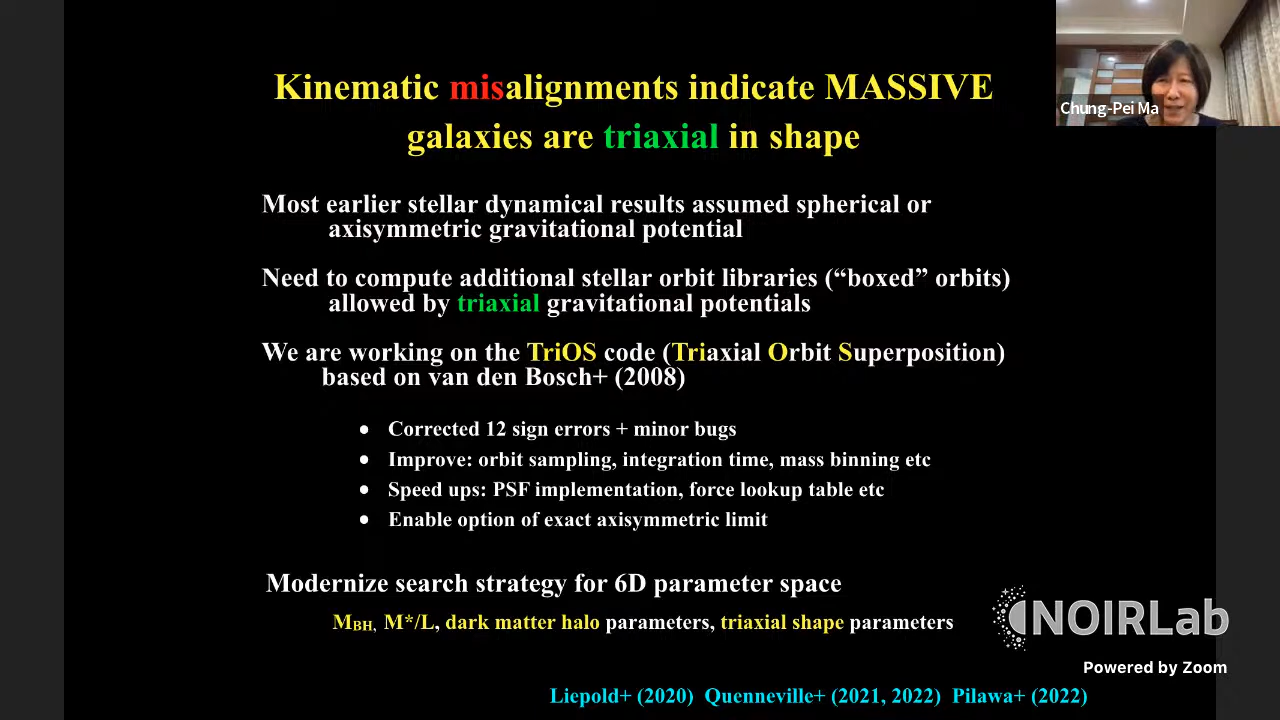 Kinematic misalignments indicate MASSIVE
galaxies are triaxial in shape
Chung-Pei Ma
Most earlier stellar dynamical results assumed spherical or
axisymmetric gravitational potential
Need to compute additional stellar orbit libraries (“boxed” orbits)
allowed by triaxial gravitational potentials
We are working on the TriOS code (Triaxial Orbit Superposition)
based on van den Bosch+ (2008)
• Corrected 12 sign errors + minor bugs
• Improve: orbit sampling, integration time, mass binning etc
• Speed ups: PSF implementation, force lookup table etc
• Enable option of exact axisymmetric limit
Modernize search strategy for 6D parameter space
MBH, M*/L, dark matter halo parameters, triaxial shape parameters
NOIRLab
Powered by Zoom
Liepold+ (2020) Quenneville+ (2021, 2022) Pilawa+ (2022)